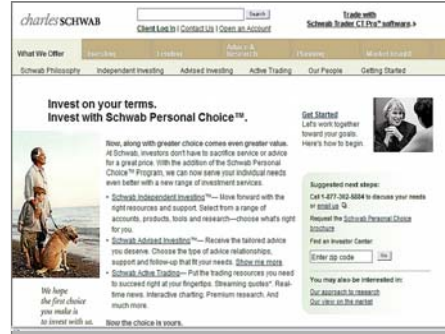 charles SCHWAB
Search
Client Log In | Contact Us | Open an Account
Trade with
Schwab Trader CT Pro™ software.
What We Offer
Investing
Advice &
Research
Planning
Schwab Philosophy Independent Investing Advised Investing Active Trading Our People Getting Started
Invest on your terms.
Invest with Schwab Personal Choice™.
Now, along with greater choice comes even greater value.
At Schwab, investors don't have to sacrifice service or advice
for a great price. With the addition of the Schwab Personal
Choice™ Program, we can now serve your individual needs
even better with a new range of investment services.
• Schwab Independent Investing™— Move forward with the
right resources and support. Select from a range of
accounts, products, tools and research—choose what's right
for you.
• Schwab Advised Investing™— Receive the tailored advice
you deserve. Choose the type of advice relationships,
support and follow-up that fit your needs. Show me more.
• Schwab Active Trading— Put the trading resources you need
to succeed right at your fingertips. Streaming quotes*. Real-
time news. Interactive charting. Premium research. And
much more.
Now the choice is yours.
We hope
the first choice
you make is
to invest with us.
Get Started
Let's work together
toward your goals.
Here's how to begin.
Suggested next steps:
Call 1-877-362-5884 to discuss your needs
or email us
Request the Schwab Personal Choice
brochure
Find an Investor Center:
Enter zip code
Go
You may also be interested in:
Our approach to research
Our view on the market